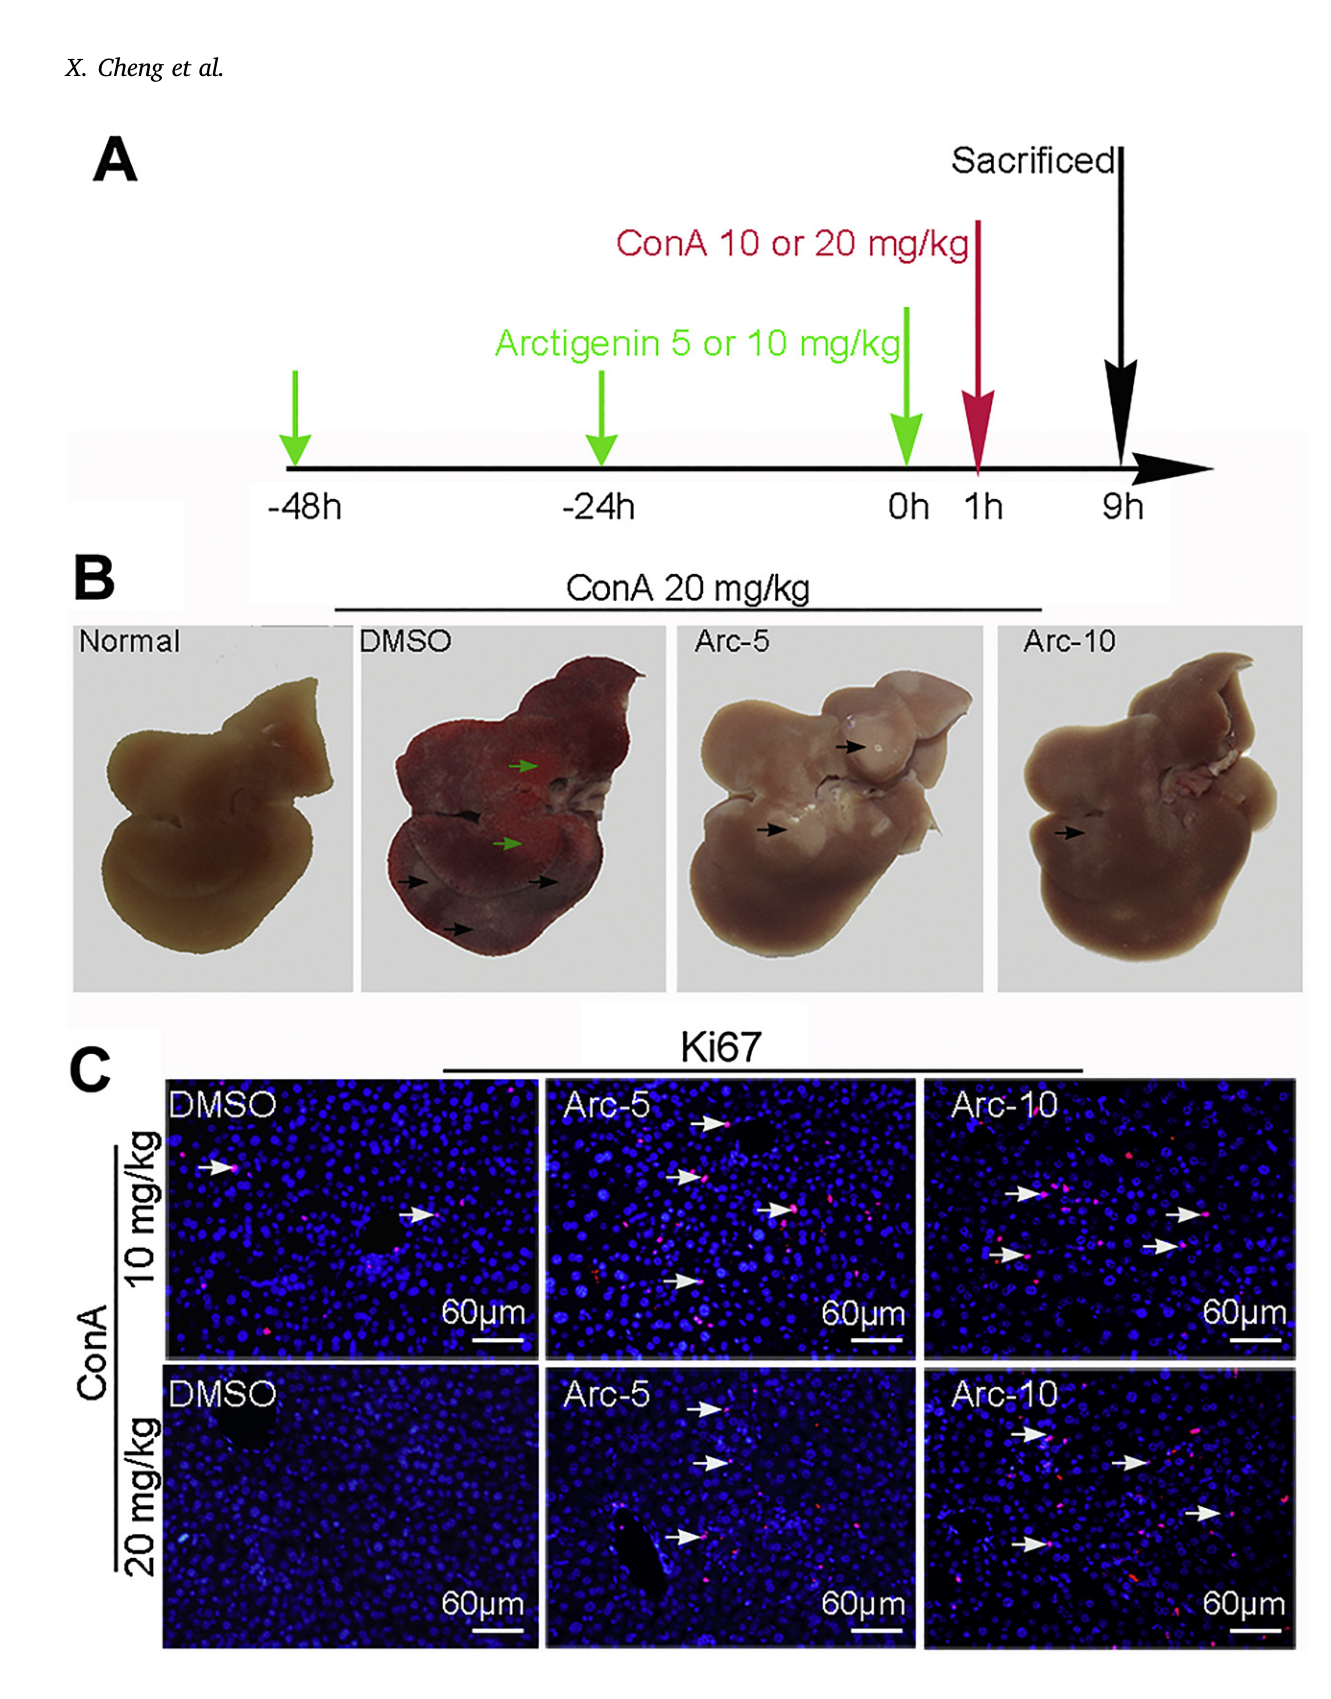 X. Cheng et al.
A
Sacrificed
ConA 10 or 20 mg/kg
Arctigenin 5 or 10 mg/kg
-48h -24h 0h 1h 9h
B
ConA 20 mg/kg
Normal DMSO Arc-5 Arc-10
C
Ki67
ConA
10 mg/kg
DMSO Arc-5 Arc-10
60μm 60μm 60μm
20 mg/kg
DMSO Arc-5 Arc-10
60μm 60μm 60μm